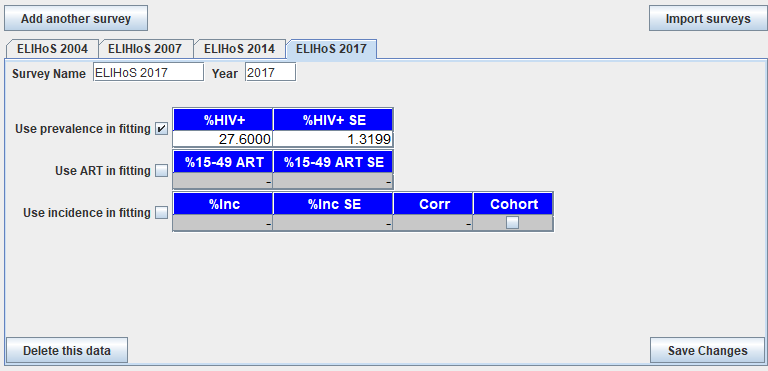 Add another survey Import surveys
ELIHoS 2004 ELIHIoS 2007 ELIHoS 2014 ELIHoS 2017
Survey Name ELIHoS 2017 Year 2017
%HIV+ %HIV+ SE
Use prevalence in fitting 27.6000 1.3199
%15-49 ART %15-49 ART SE
Use ART in fitting - -
%Inc %Inc SE Corr Cohort
Use incidence in fitting - - -
Delete this data Save Changes